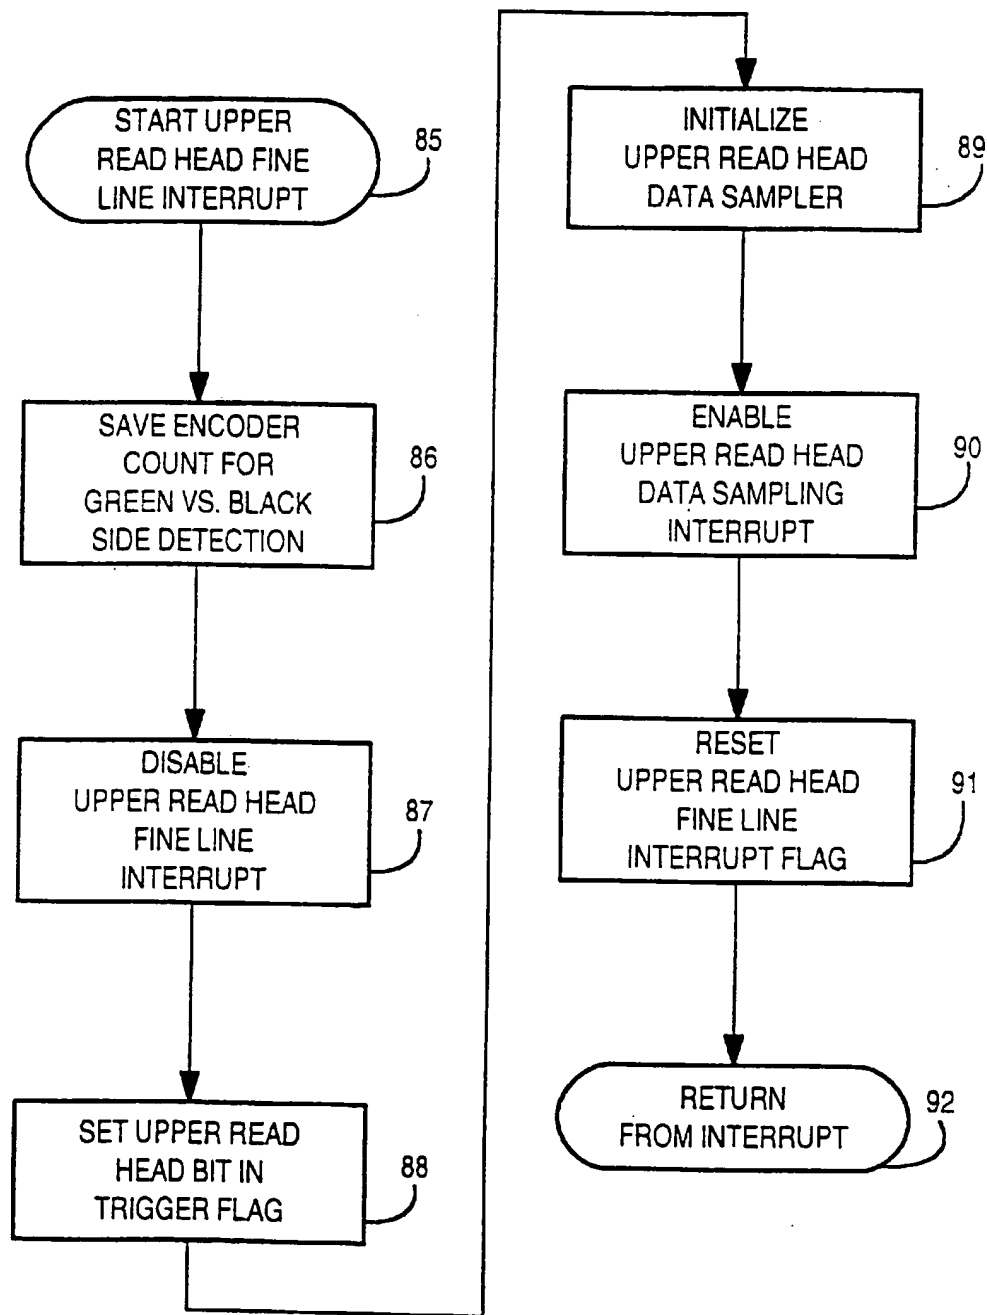 START UPPER
READ HEAD FINE
LINE INTERRUPT
85
SAVE ENCODER
COUNT FOR
GREEN VS. BLACK
SIDE DETECTION
86
DISABLE
UPPER READ HEAD
FINE LINE
INTERRUPT
87
SET UPPER READ
HEAD BIT IN
TRIGGER FLAG
88
INITIALIZE
UPPER READ HEAD
DATA SAMPLER
89
ENABLE
UPPER READ HEAD
DATA SAMPLING
INTERRUPT
90
RESET
UPPER READ HEAD
FINE LINE
INTERRUPT FLAG
91
RETURN
FROM INTERRUPT
92